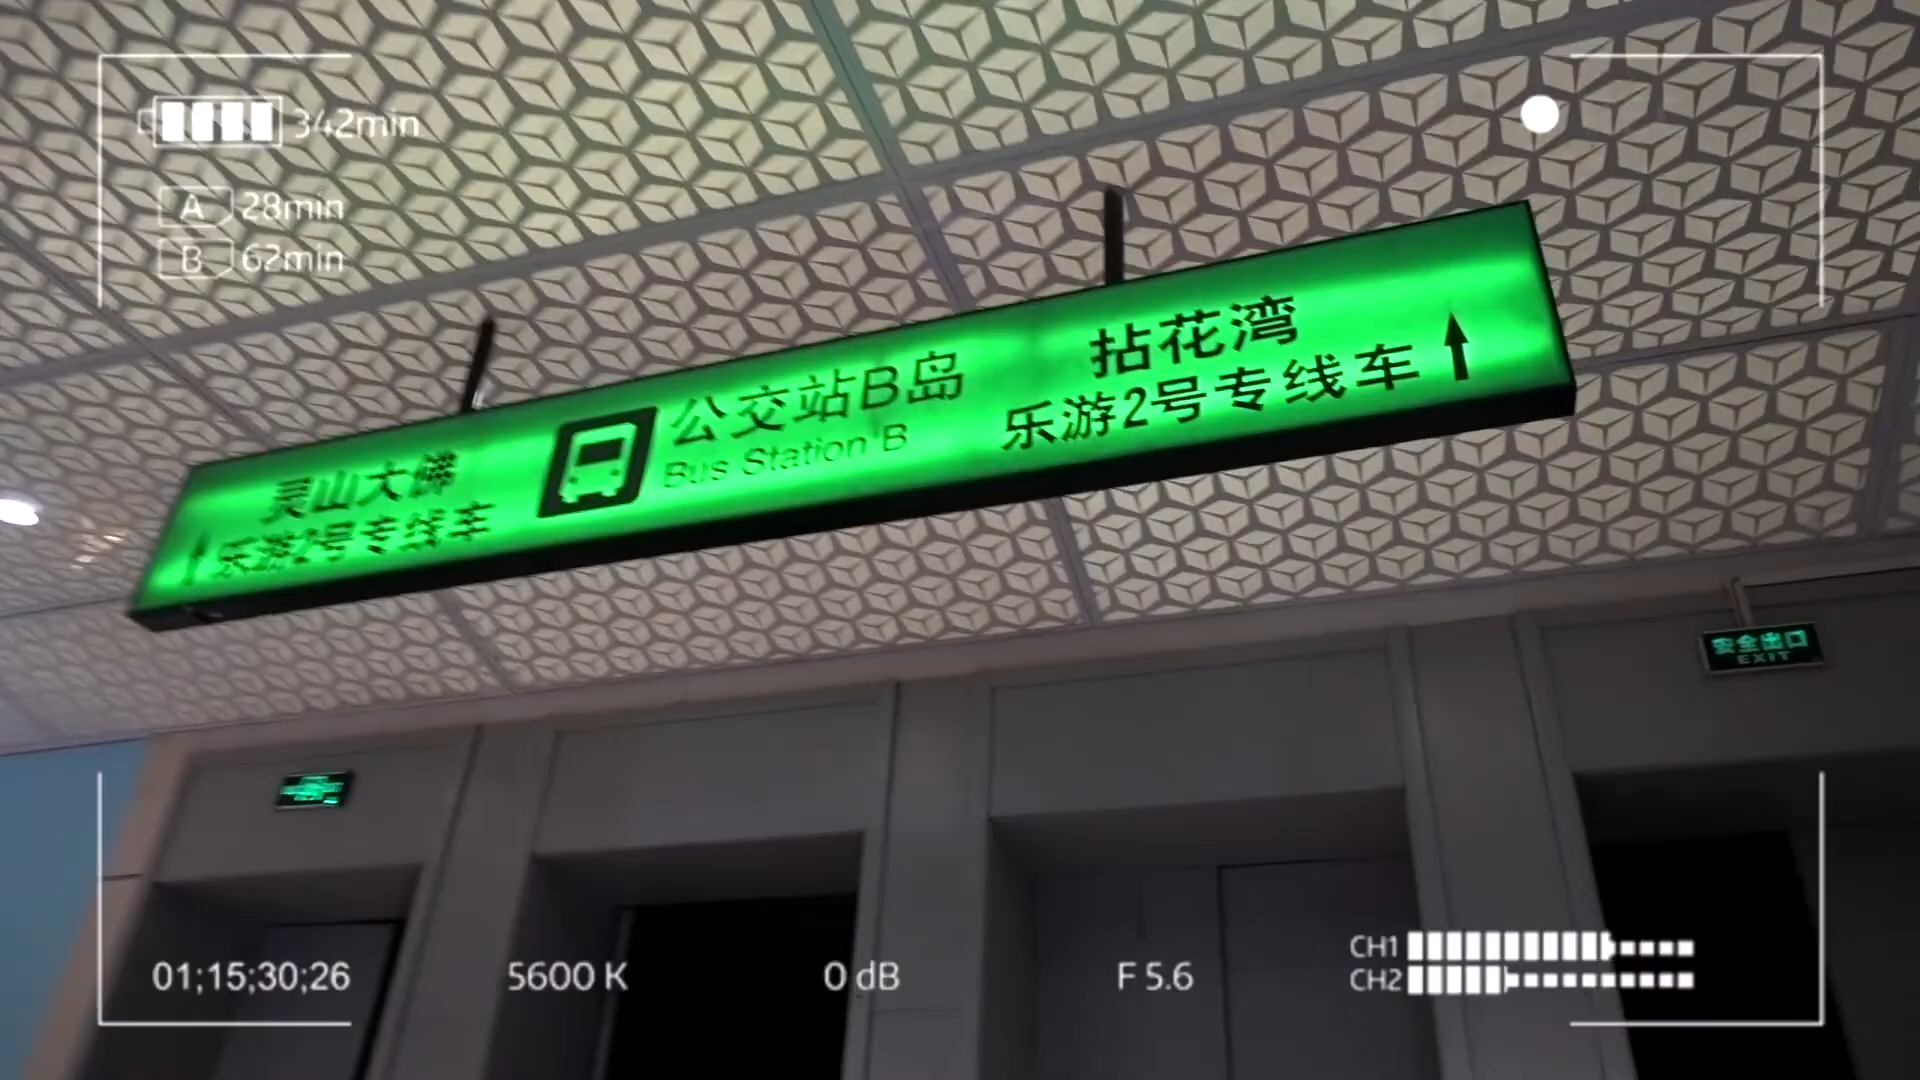 342min
A 28min
B 62min
灵山大佛
乐游2号专线车
公交站B岛
Bus Station B
拈花湾
乐游2号专线车
安全出口
EXIT
01;15;30;26
5600 K
0 dB
F 5.6
CH1
CH2